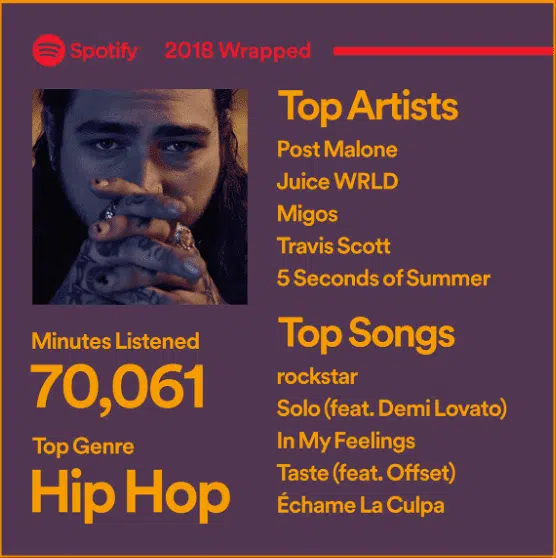 Spotify 2018 Wrapped
Minutes Listened
70,061
Top Genre
Hip Hop
Top Artists
Post Malone
Juice WRLD
Migos
Travis Scott
5 Seconds of Summer
Top Songs
rockstar
Solo (feat. Demi Lovato)
In My Feelings
Taste (feat. Offset)
Échame La Culpa